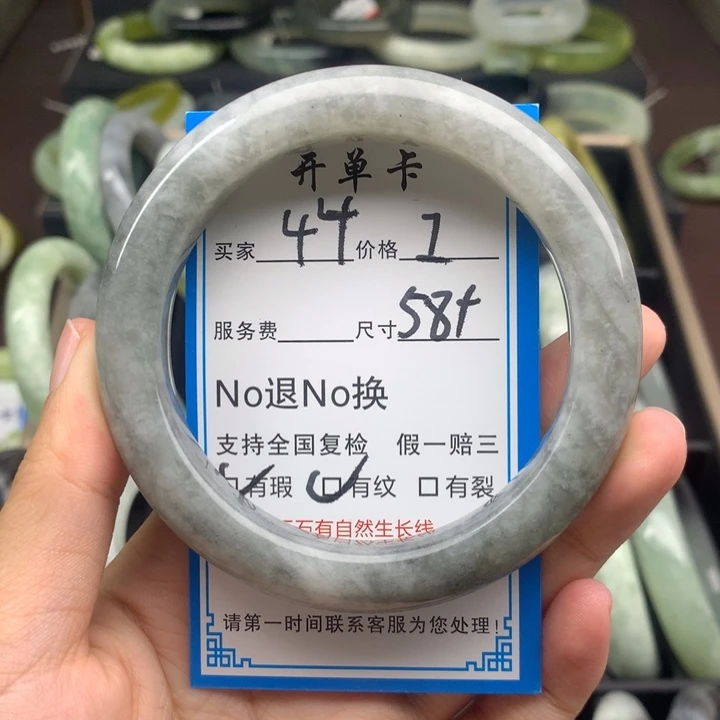 开单卡
买家 44 价格 1
服务费 尺寸 58+
No退No换
支持全国复检 假一赔三
有瑕 有纹 有裂
石有自然生长线
请第一时间联系客服为您处理!